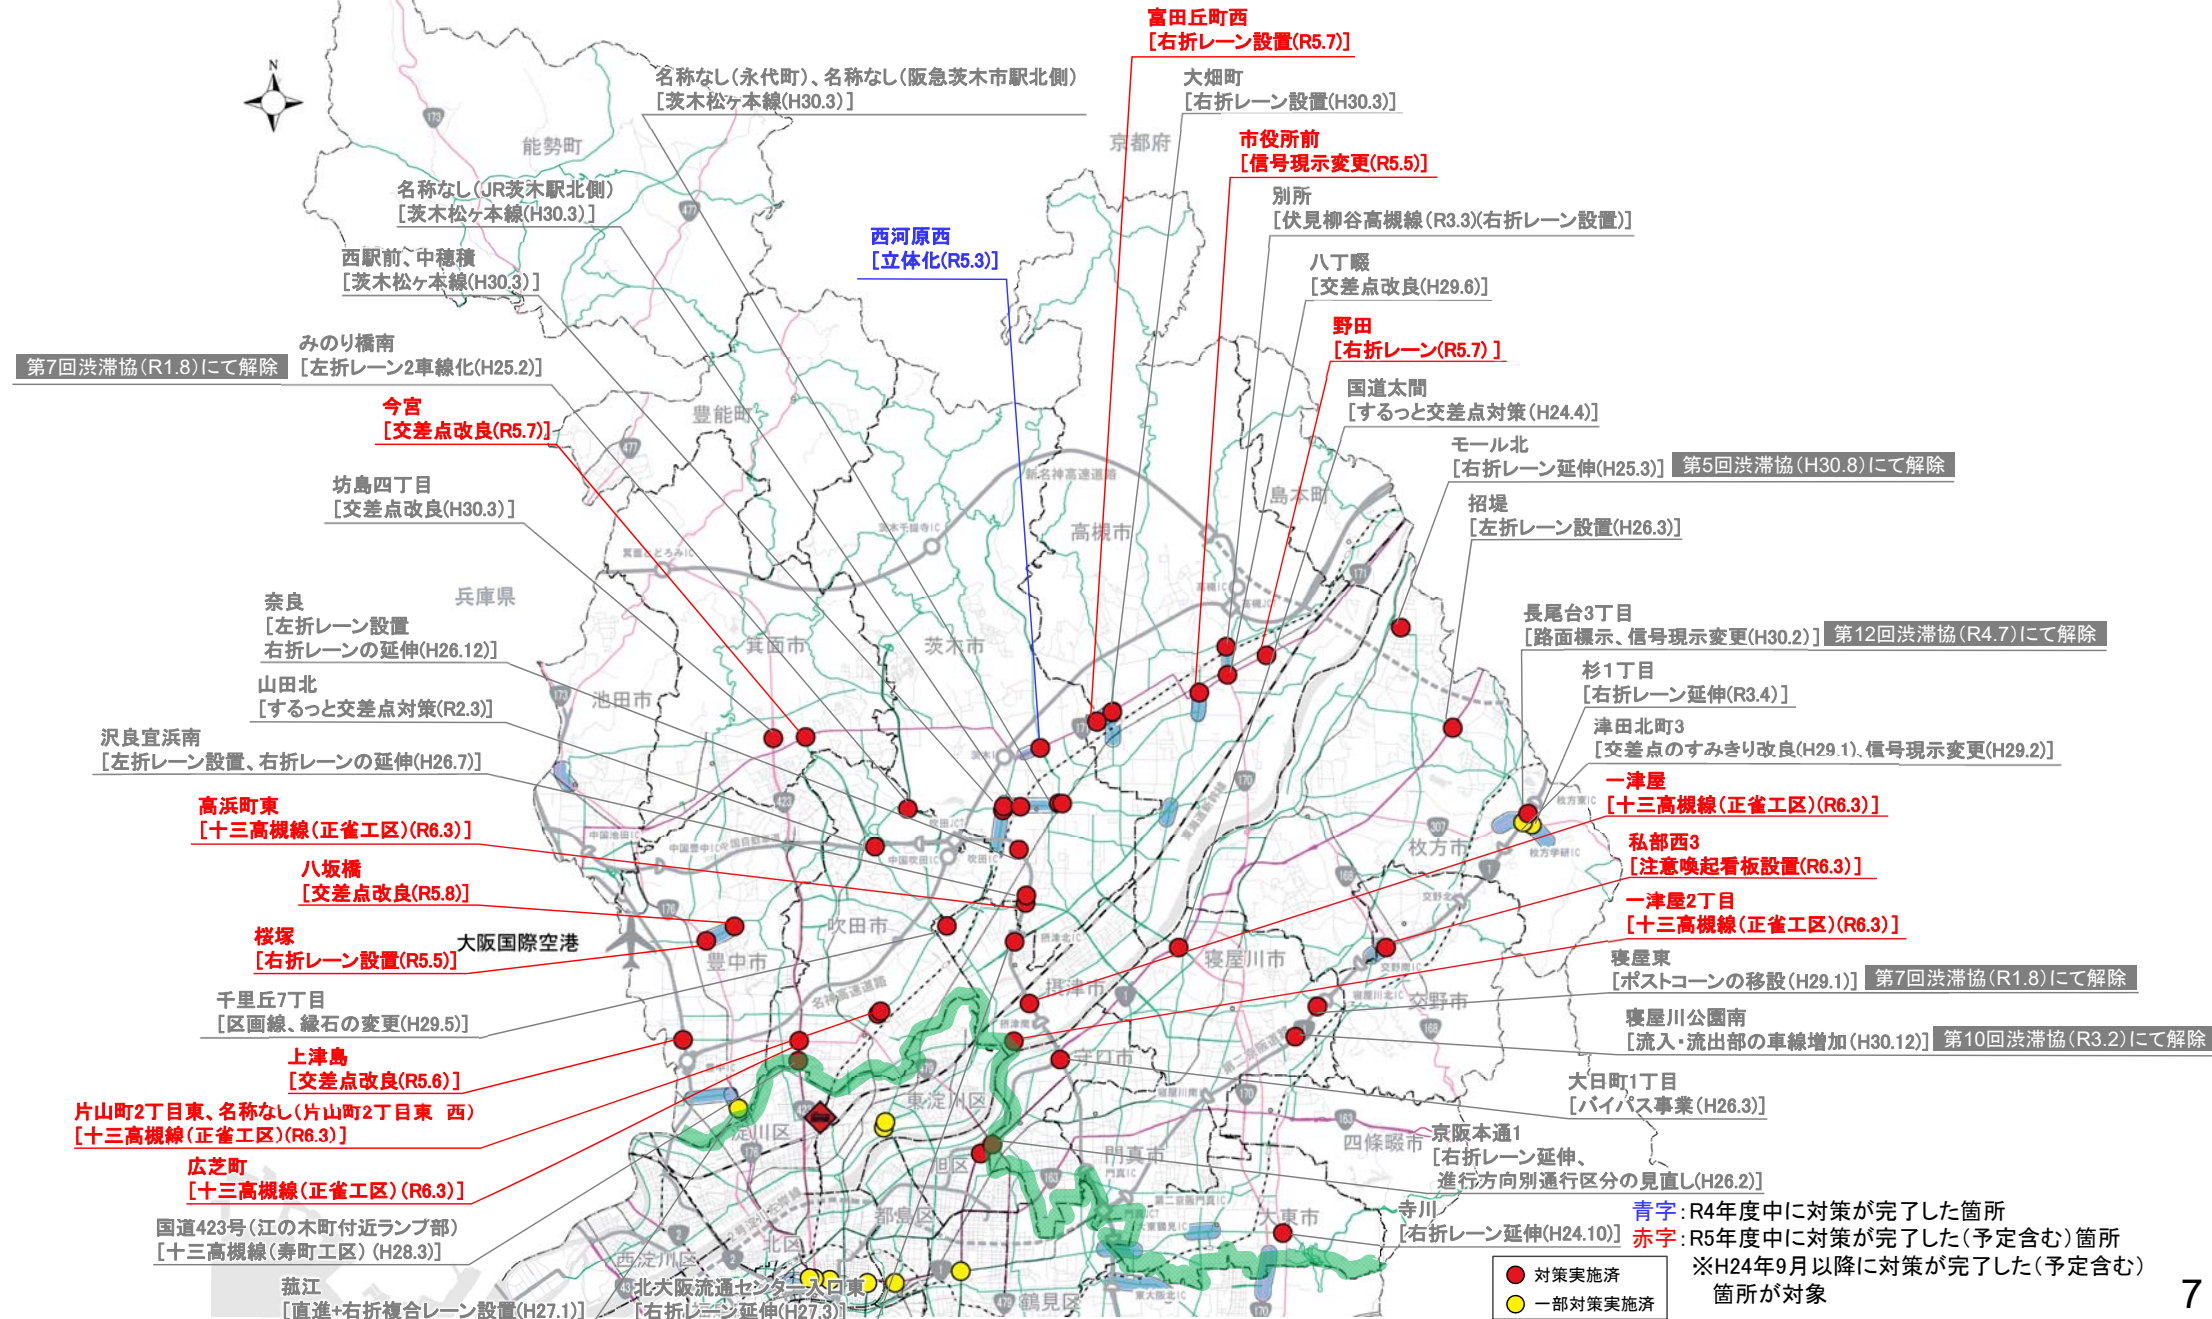 富田丘町西
[右折レーン設置(R5.7)]
名称なし(永代町)、名称なし(阪急茨木市駅北側)
[茨木松ヶ本線(H30.3)]
大畑町
[右折レーン設置(H30.3)]
市役所前
[信号現示変更(R5.5)]
名称なし(JR茨木駅北側)
[茨木松ヶ本線(H30.3)]
別所
[伏見柳谷高槻線(R3.3)(右折レーン設置)]
西河原西
[立体化(R5.3)]
西駅前、中穂積
[茨木松ヶ本線(H30.3)]
八丁畷
[交差点改良(H29.6)]
野田
[右折レーン(R5.7) ]
みのり橋南
[左折レーン2車線化(H25.2)]
第7回渋滞協(R1.8)にて解除
国道太間
[するっと交差点対策(H24.4)]
今宮
[交差点改良(R5.7)]
モール北
[右折レーン延伸(H25.3)]
第5回渋滞協(H30.8)にて解除
坊島四丁目
[交差点改良(H30.3)]
招堤
[左折レーン設置(H26.3)]
奈良
[左折レーン設置
右折レーンの延伸(H26.12)]
長尾台3丁目
[路面標示、信号現示変更(H30.2)]
第12回渋滞協(R4.7)にて解除
杉1丁目
[右折レーン延伸(R3.4)]
山田北
[するっと交差点対策(R2.3)]
津田北町3
[交差点のすみきり改良(H29.1)、信号現示変更(H29.2)]
沢良宜浜南
[左折レーン設置、右折レーンの延伸(H26.7)]
一津屋
[十三高槻線(正雀工区)(R6.3)]
高浜町東
[十三高槻線(正雀工区)(R6.3)]
私部西3
[注意喚起看板設置(R6.3)]
八坂橋
[交差点改良(R5.8)]
一津屋2丁目
[十三高槻線(正雀工区)(R6.3)]
桜塚
[右折レーン設置(R5.5)]
大阪国際空港
寝屋東
[ポストコーンの移設(H29.1)]
第7回渋滞協(R1.8)にて解除
千里丘7丁目
[区画線、縁石の変更(H29.5)]
寝屋川公園南
[流入・流出部の車線増加(H30.12)]
第10回渋滞協(R3.2)にて解除
上津島
[交差点改良(R5.6)]
大日町1丁目
[バイパス事業(H26.3)]
片山町2丁目東、名称なし(片山町2丁目東 西)
[十三高槻線(正雀工区)(R6.3)]
京阪本通1
[右折レーン延伸、
進行方向別通行区分の見直し(H26.2)]
広芝町
[十三高槻線(正雀工区)(R6.3)]
寺川
[右折レーン延伸(H24.10)]
国道423号(江の木町付近ランプ部)
[十三高槻線(寿町工区)(H28.3)]
菰江
[直進+右折複合レーン設置(H27.1)]
北大阪流通センター入口東
[右折レーン延伸(H27.3)]
N
能勢町
京都府
豊能町
新名神高速道路
島本町
高槻市
兵庫県
箕面市
茨木市
池田市
枚方市
吹田市
豊中市
寝屋川市
摂津市
交野市
名神高速道路
守口市
東淀川区
淀川区
旭区
門真市
四條畷市
都島区
大東市
西淀川区
北区
鶴見区
青字:R4年度中に対策が完了した箇所
赤字:R5年度中に対策が完了した(予定含む)箇所
※H24年9月以降に対策が完了した(予定含む)
箇所が対象
対策実施済
一部対策実施済
7